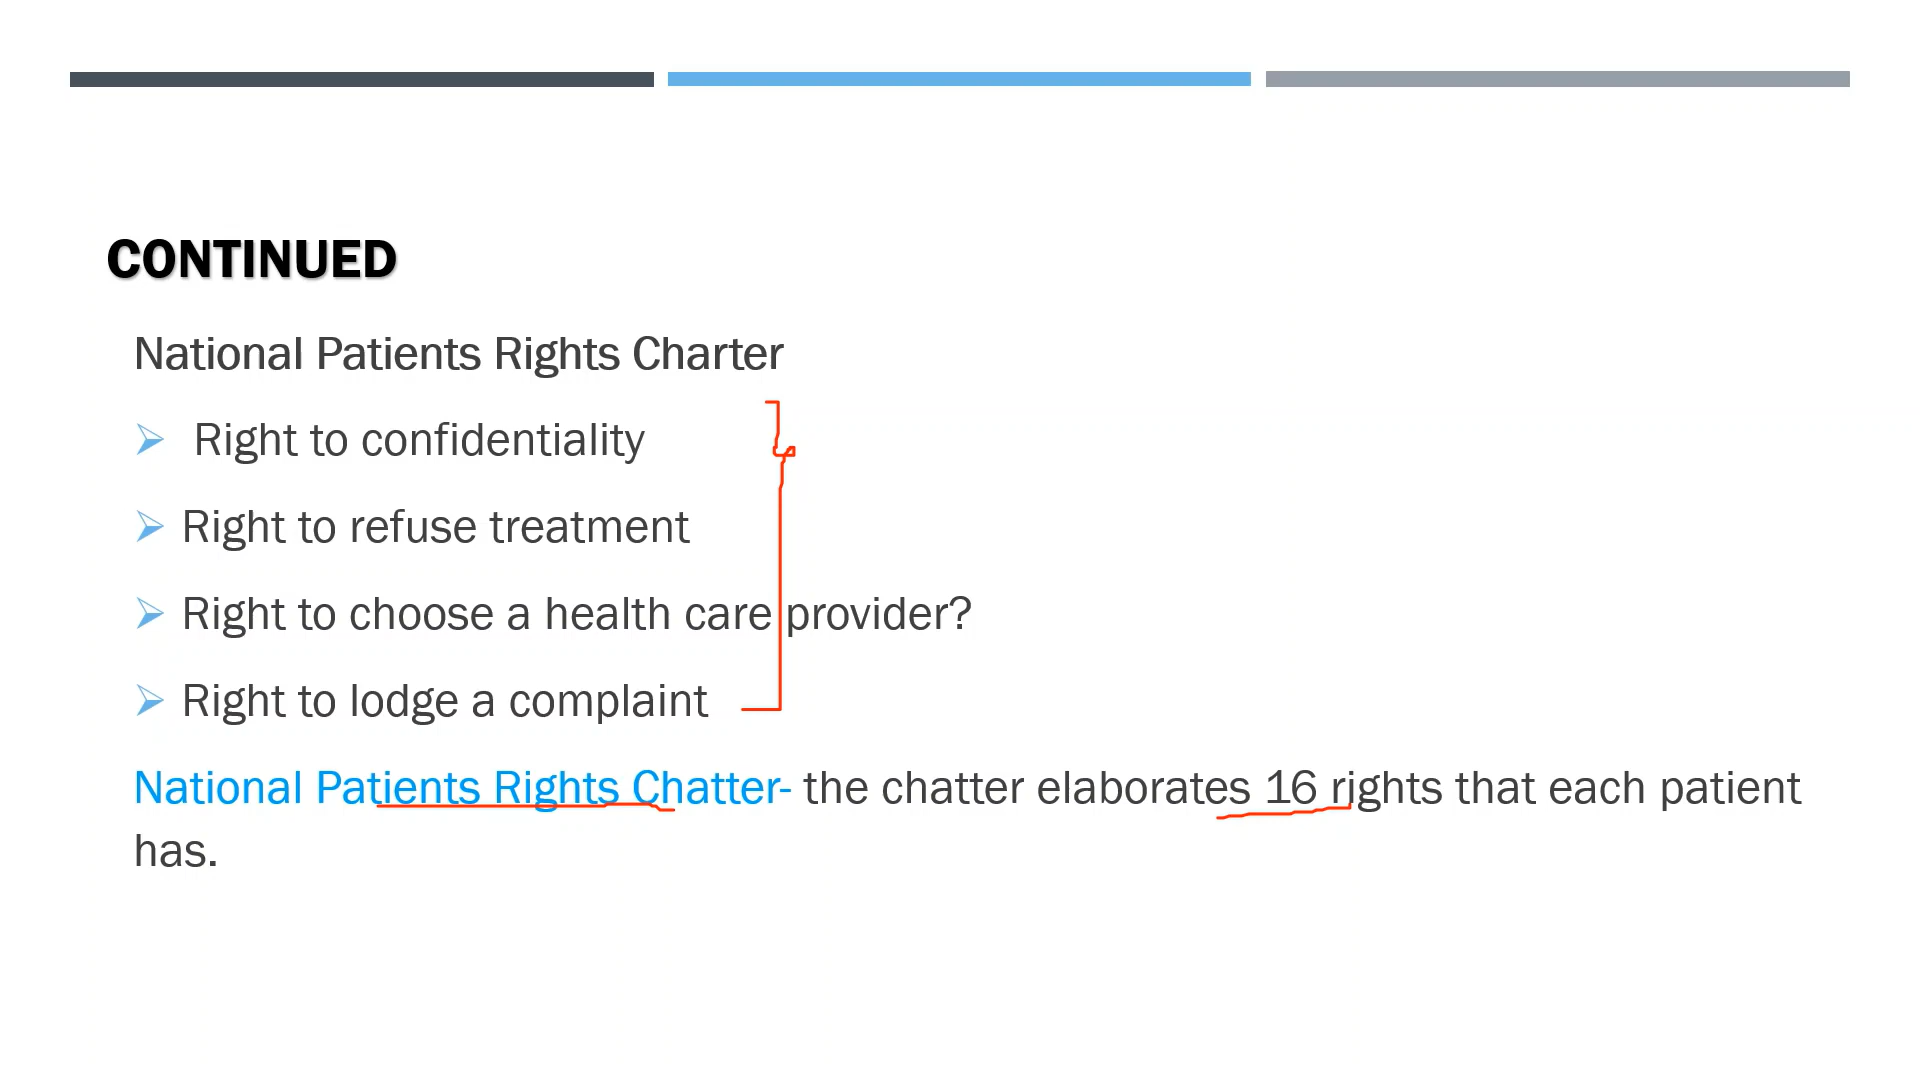 CONTINUED
National Patients Rights Charter
Right to confidentiality
Right to refuse treatment
Right to choose a health care provider?
Right to lodge a complaint
National Patients Rights Chatter- the chatter elaborates 16 rights that each patient
has.